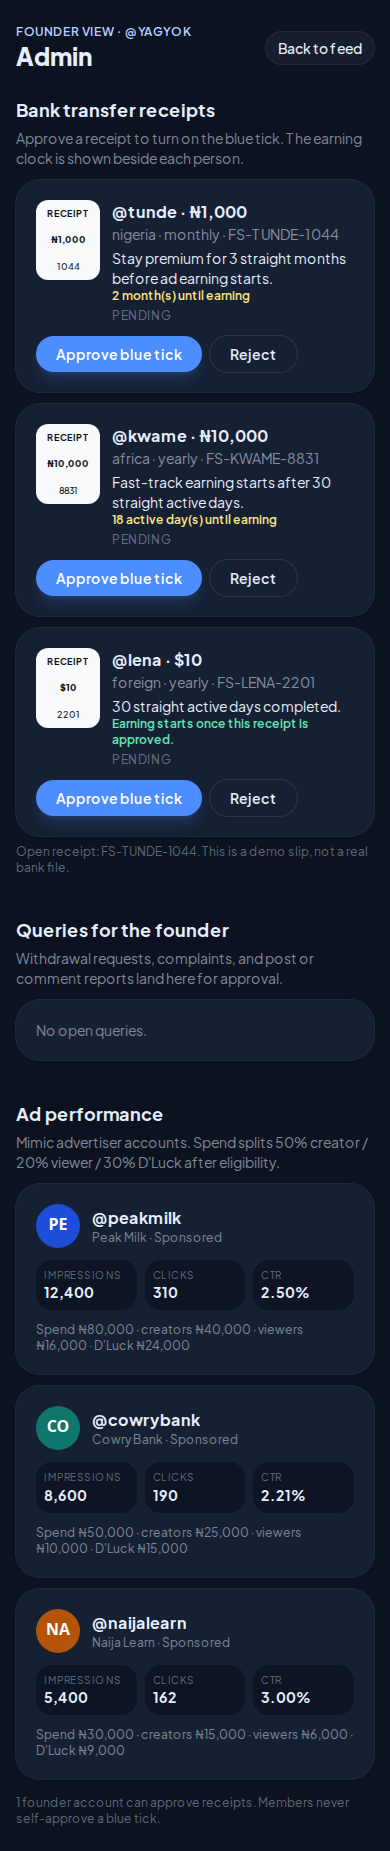 FOUNDER VIEW · @YAGYOK
Admin
Back to feed
Bank transfer receipts
Approve a receipt to turn on the blue tick. The earning
clock is shown beside each person.
RECEIPT
₦1,000
1044
@tunde · ₦1,000
nigeria · monthly · FS-TUNDE-1044
Stay premium for 3 straight months
before ad earning starts.
2 month(s) until earning
PENDING
Approve blue tick
Reject
RECEIPT
₦10,000
8831
@kwame · ₦10,000
africa · yearly · FS-KWAME-8831
Fast-track earning starts after 30
straight active days.
18 active day(s) until earning
PENDING
Approve blue tick
Reject
RECEIPT
$10
2201
@lena · $10
foreign · yearly · FS-LENA-2201
30 straight active days completed.
Earning starts once this receipt is
approved.
PENDING
Approve blue tick
Reject
Open receipt: FS-TUNDE-1044. This is a demo slip, not a real
bank file.
Queries for the founder
Withdrawal requests, complaints, and post or
comment reports land here for approval.
No open queries.
Ad performance
Mimic advertiser accounts. Spend splits 50% creator /
20% viewer / 30% D'Luck after eligibility.
PE
@peakmilk
Peak Milk · Sponsored
IMPRESSIONS
12,400
CLICKS
310
CTR
2.50%
Spend ₦80,000 · creators ₦40,000 · viewers
₦16,000 · D'Luck ₦24,000
CO
@cowrybank
CowryBank · Sponsored
IMPRESSIONS
8,600
CLICKS
190
CTR
2.21%
Spend ₦50,000 · creators ₦25,000 · viewers
₦10,000 · D'Luck ₦15,000
NA
@naijalearn
Naija Learn · Sponsored
IMPRESSIONS
5,400
CLICKS
162
CTR
3.00%
Spend ₦30,000 · creators ₦15,000 · viewers ₦6,000 ·
D'Luck ₦9,000
1 founder account can approve receipts. Members never
self-approve a blue tick.